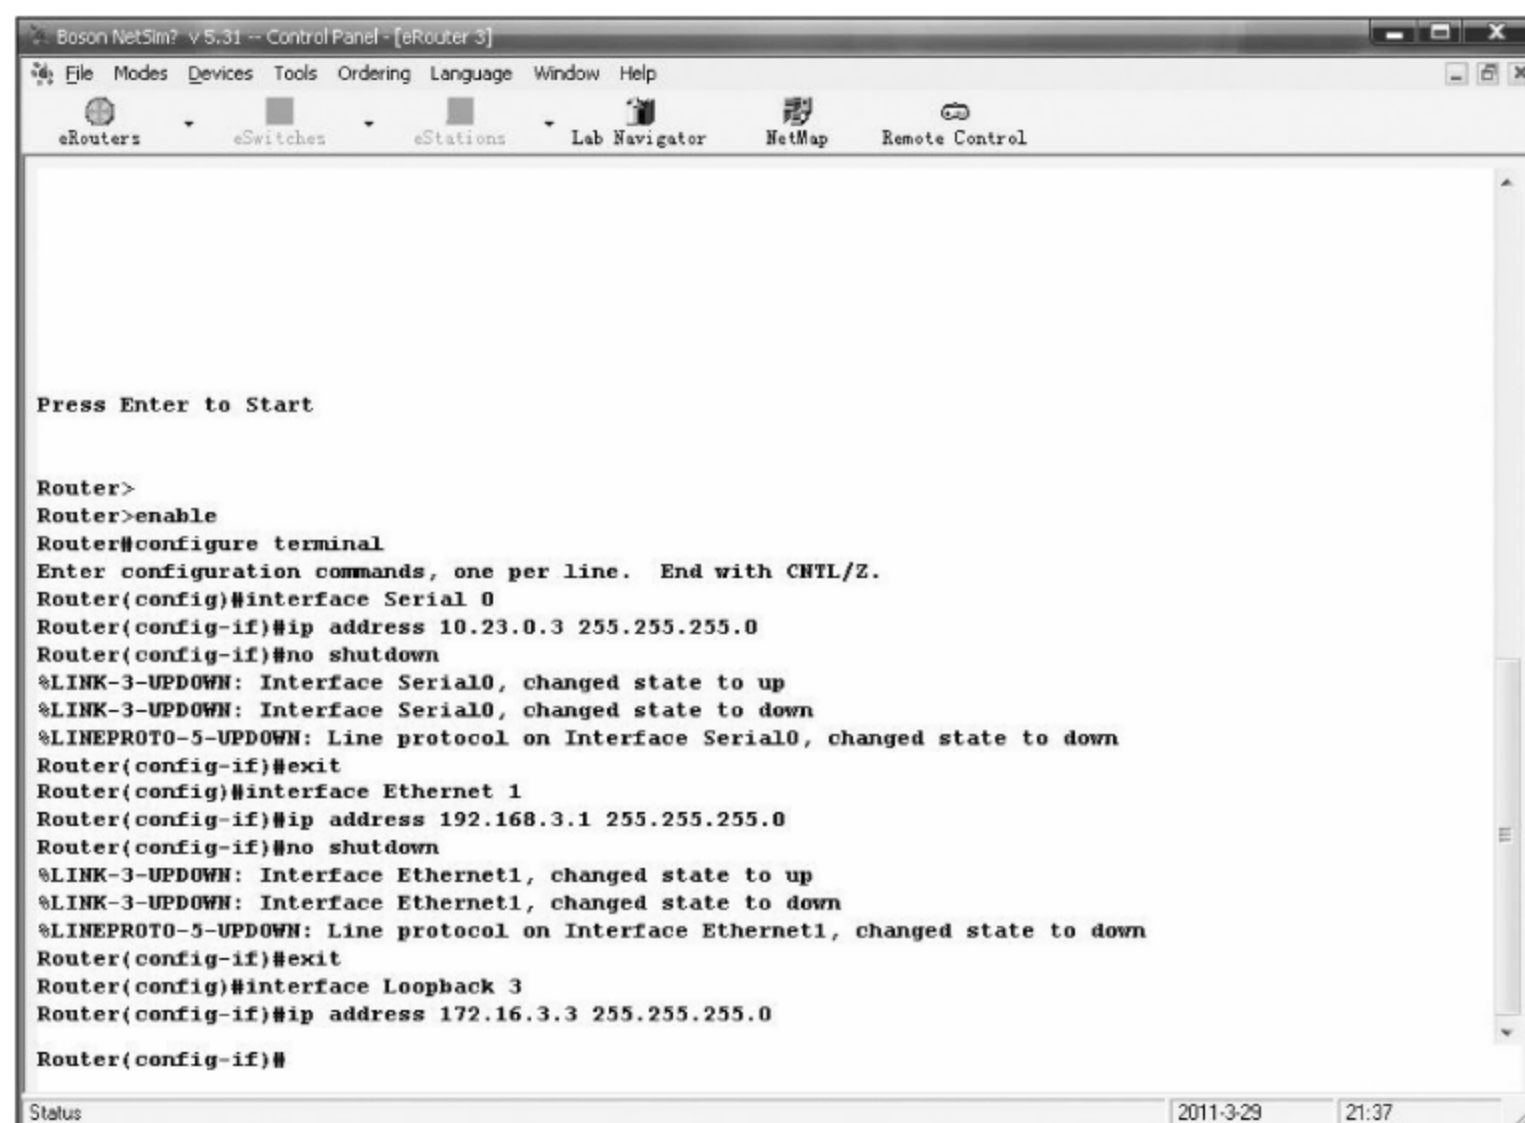 Boson NetSim? v 5.31 -- Control Panel - [eRouter 3]
File Modes Devices Tools Ordering Language Window Help
eRouters eSwitches eStations Lab Navigator NetMap Remote Control
Press Enter to Start
Router>
Router>enable
Router#configure terminal
Enter configuration commands, one per line.  End with CNTL/Z.
Router(config)#interface Serial 0
Router(config-if)#ip address 10.23.0.3 255.255.255.0
Router(config-if)#no shutdown
%LINK-3-UPDOWN: Interface Serial0, changed state to up
%LINK-3-UPDOWN: Interface Serial0, changed state to down
%LINEPROTO-5-UPDOWN: Line protocol on Interface Serial0, changed state to down
Router(config-if)#exit
Router(config)#interface Ethernet 1
Router(config-if)#ip address 192.168.3.1 255.255.255.0
Router(config-if)#no shutdown
%LINK-3-UPDOWN: Interface Ethernet1, changed state to up
%LINK-3-UPDOWN: Interface Ethernet1, changed state to down
%LINEPROTO-5-UPDOWN: Line protocol on Interface Ethernet1, changed state to down
Router(config-if)#exit
Router(config)#interface Loopback 3
Router(config-if)#ip address 172.16.3.3 255.255.255.0
Router(config-if)#
Status 2011-3-29 21:37